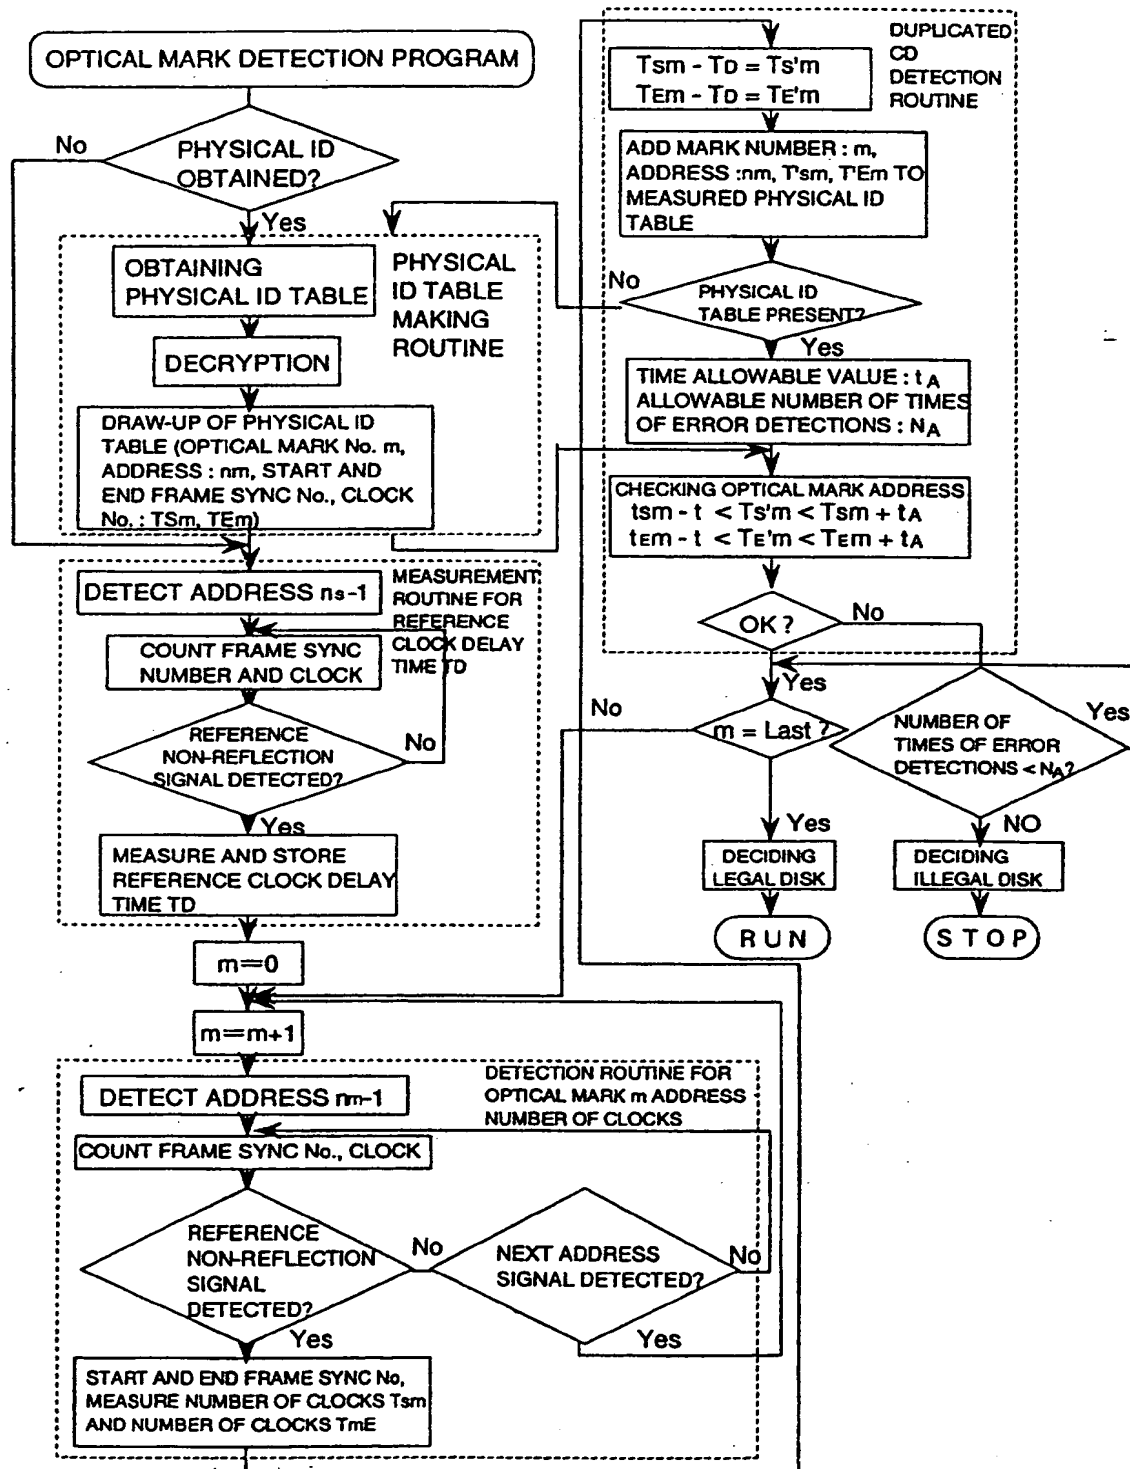 OPTICAL MARK DETECTION PROGRAM
No
PHYSICAL ID
OBTAINED?
Yes
OBTAINING
PHYSICAL ID TABLE
PHYSICAL
ID TABLE
MAKING
ROUTINE
DECRYPTION
DRAW-UP OF PHYSICAL ID
TABLE (OPTICAL MARK No. m,
ADDRESS : nm, START AND
END FRAME SYNC No., CLOCK
No. : TSm, TEm)
DETECT ADDRESS ns-1
MEASUREMENT
ROUTINE FOR
REFERENCE
CLOCK DELAY
TIME TD
COUNT FRAME SYNC
NUMBER AND CLOCK
REFERENCE
NON-REFLECTION
SIGNAL DETECTED?
No
Yes
MEASURE AND STORE
REFERENCE CLOCK DELAY
TIME TD
m=0
m=m+1
DETECTION ROUTINE FOR
OPTICAL MARK m ADDRESS
NUMBER OF CLOCKS
DETECT ADDRESS nm-1
COUNT FRAME SYNC No., CLOCK
REFERENCE
NON-REFLECTION
SIGNAL
DETECTED?
No
NEXT ADDRESS
SIGNAL DETECTED?
No
Yes
Yes
START AND END FRAME SYNC No,
MEASURE NUMBER OF CLOCKS Tsm
AND NUMBER OF CLOCKS TmE
DUPLICATED
CD
DETECTION
ROUTINE
Tsm - TD = Ts'm
TEm - TD = TE'm
ADD MARK NUMBER : m,
ADDRESS :nm, T'sm, T'Em TO
MEASURED PHYSICAL ID
TABLE
No
PHYSICAL ID
TABLE PRESENT?
Yes
TIME ALLOWABLE VALUE : tA
ALLOWABLE NUMBER OF TIMES
OF ERROR DETECTIONS : NA
CHECKING OPTICAL MARK ADDRESS
tsm - t < Ts'm < Tsm + tA
tEm - t < TE'm < TEm + tA
OK ?
No
Yes
No
m = Last ?
NUMBER OF
TIMES OF ERROR
DETECTIONS < NA?
Yes
Yes
NO
DECIDING
LEGAL DISK
DECIDING
ILLEGAL DISK
RUN
STOP